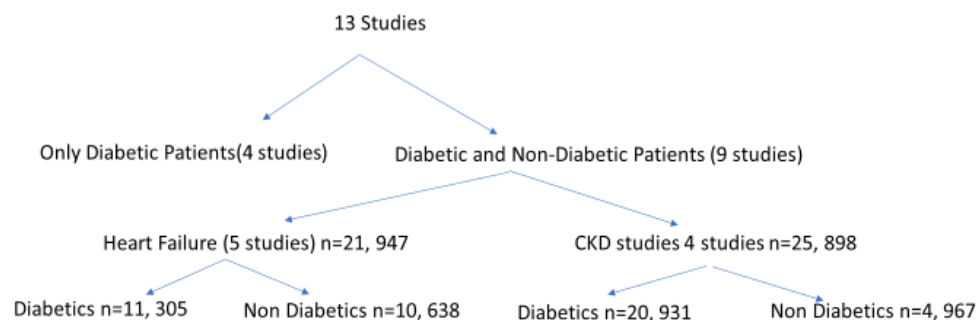 13 Studies
Only Diabetic Patients(4 studies)
Diabetic and Non-Diabetic Patients (9 studies)
Heart Failure (5 studies) n=21, 947
CKD studies 4 studies n=25, 898
Diabetics n=11, 305
Non Diabetics n=10, 638
Diabetics n=20, 931
Non Diabetics n=4, 967